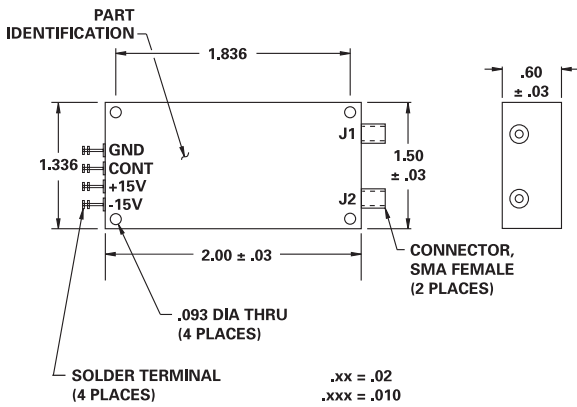 PART
IDENTIFICATION
1.836
.60
± .03
GND
CONT
+15V
-15V
J1
J2
1.336
1.50
± .03
2.00 ± .03
CONNECTOR,
SMA FEMALE
(2 PLACES)
.093 DIA THRU
(4 PLACES)
SOLDER TERMINAL
(4 PLACES)
.xx = .02
.xxx = .010